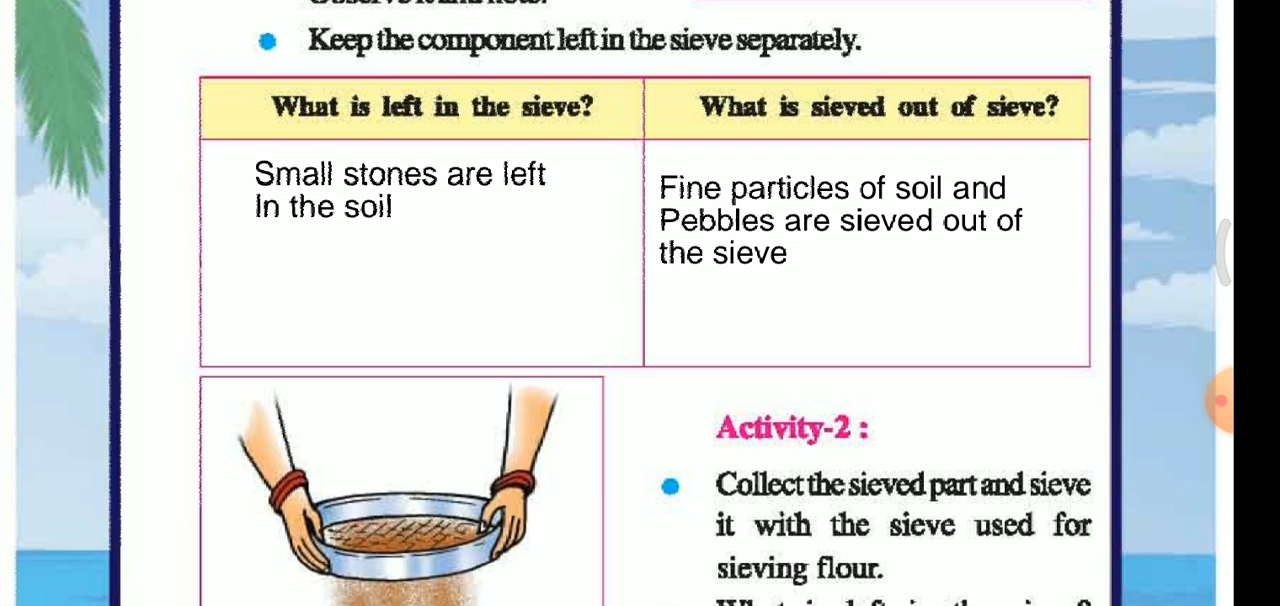 Keep the component left in the sieve separately.
What is left in the sieve?
What is sieved out of sieve?
Small stones are left
In the soil
Fine particles of soil and
Pebbles are sieved out of
the sieve
Activity-2 :
Collect the sieved part and sieve
it with the sieve used for
sieving flour.